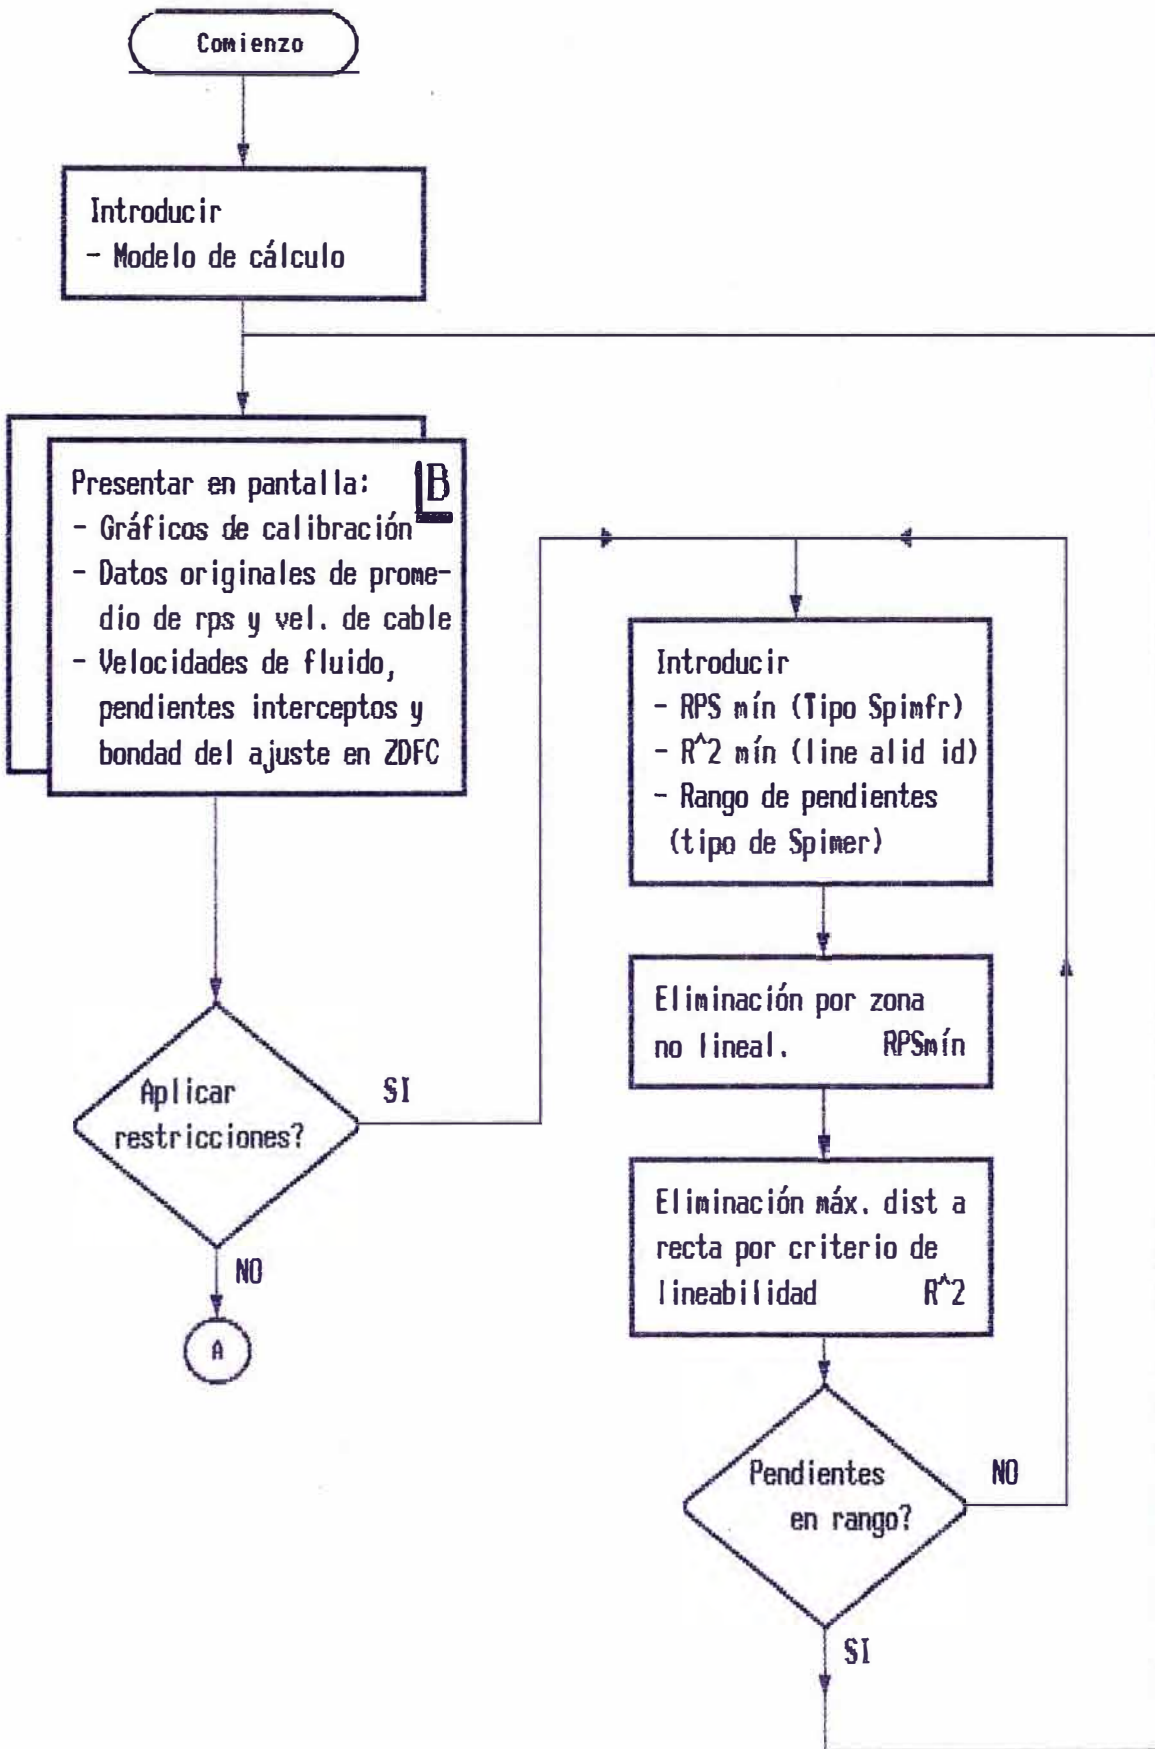 Comienzo
Introducir
- Modelo de cálculo
Presentar en pantalla:
B
- Gráficos de calibración
- Datos originales de prome-
dio de rps y vel. de cable
- Velocidades de fluido,
pendientes interceptos y
bondad del ajuste en ZDFC
Aplicar
restricciones?
SI
NO
A
Introducir
- RPS mín (Tipo Spimfr)
- R^2 mín (line alid id)
- Rango de pendientes
(tipo de Spimer)
Eliminación por zona
no lineal. RPSmín
Eliminación máx. dist a
recta por criterio de
lineabilidad R^2
Pendientes
en rango?
NO
SI